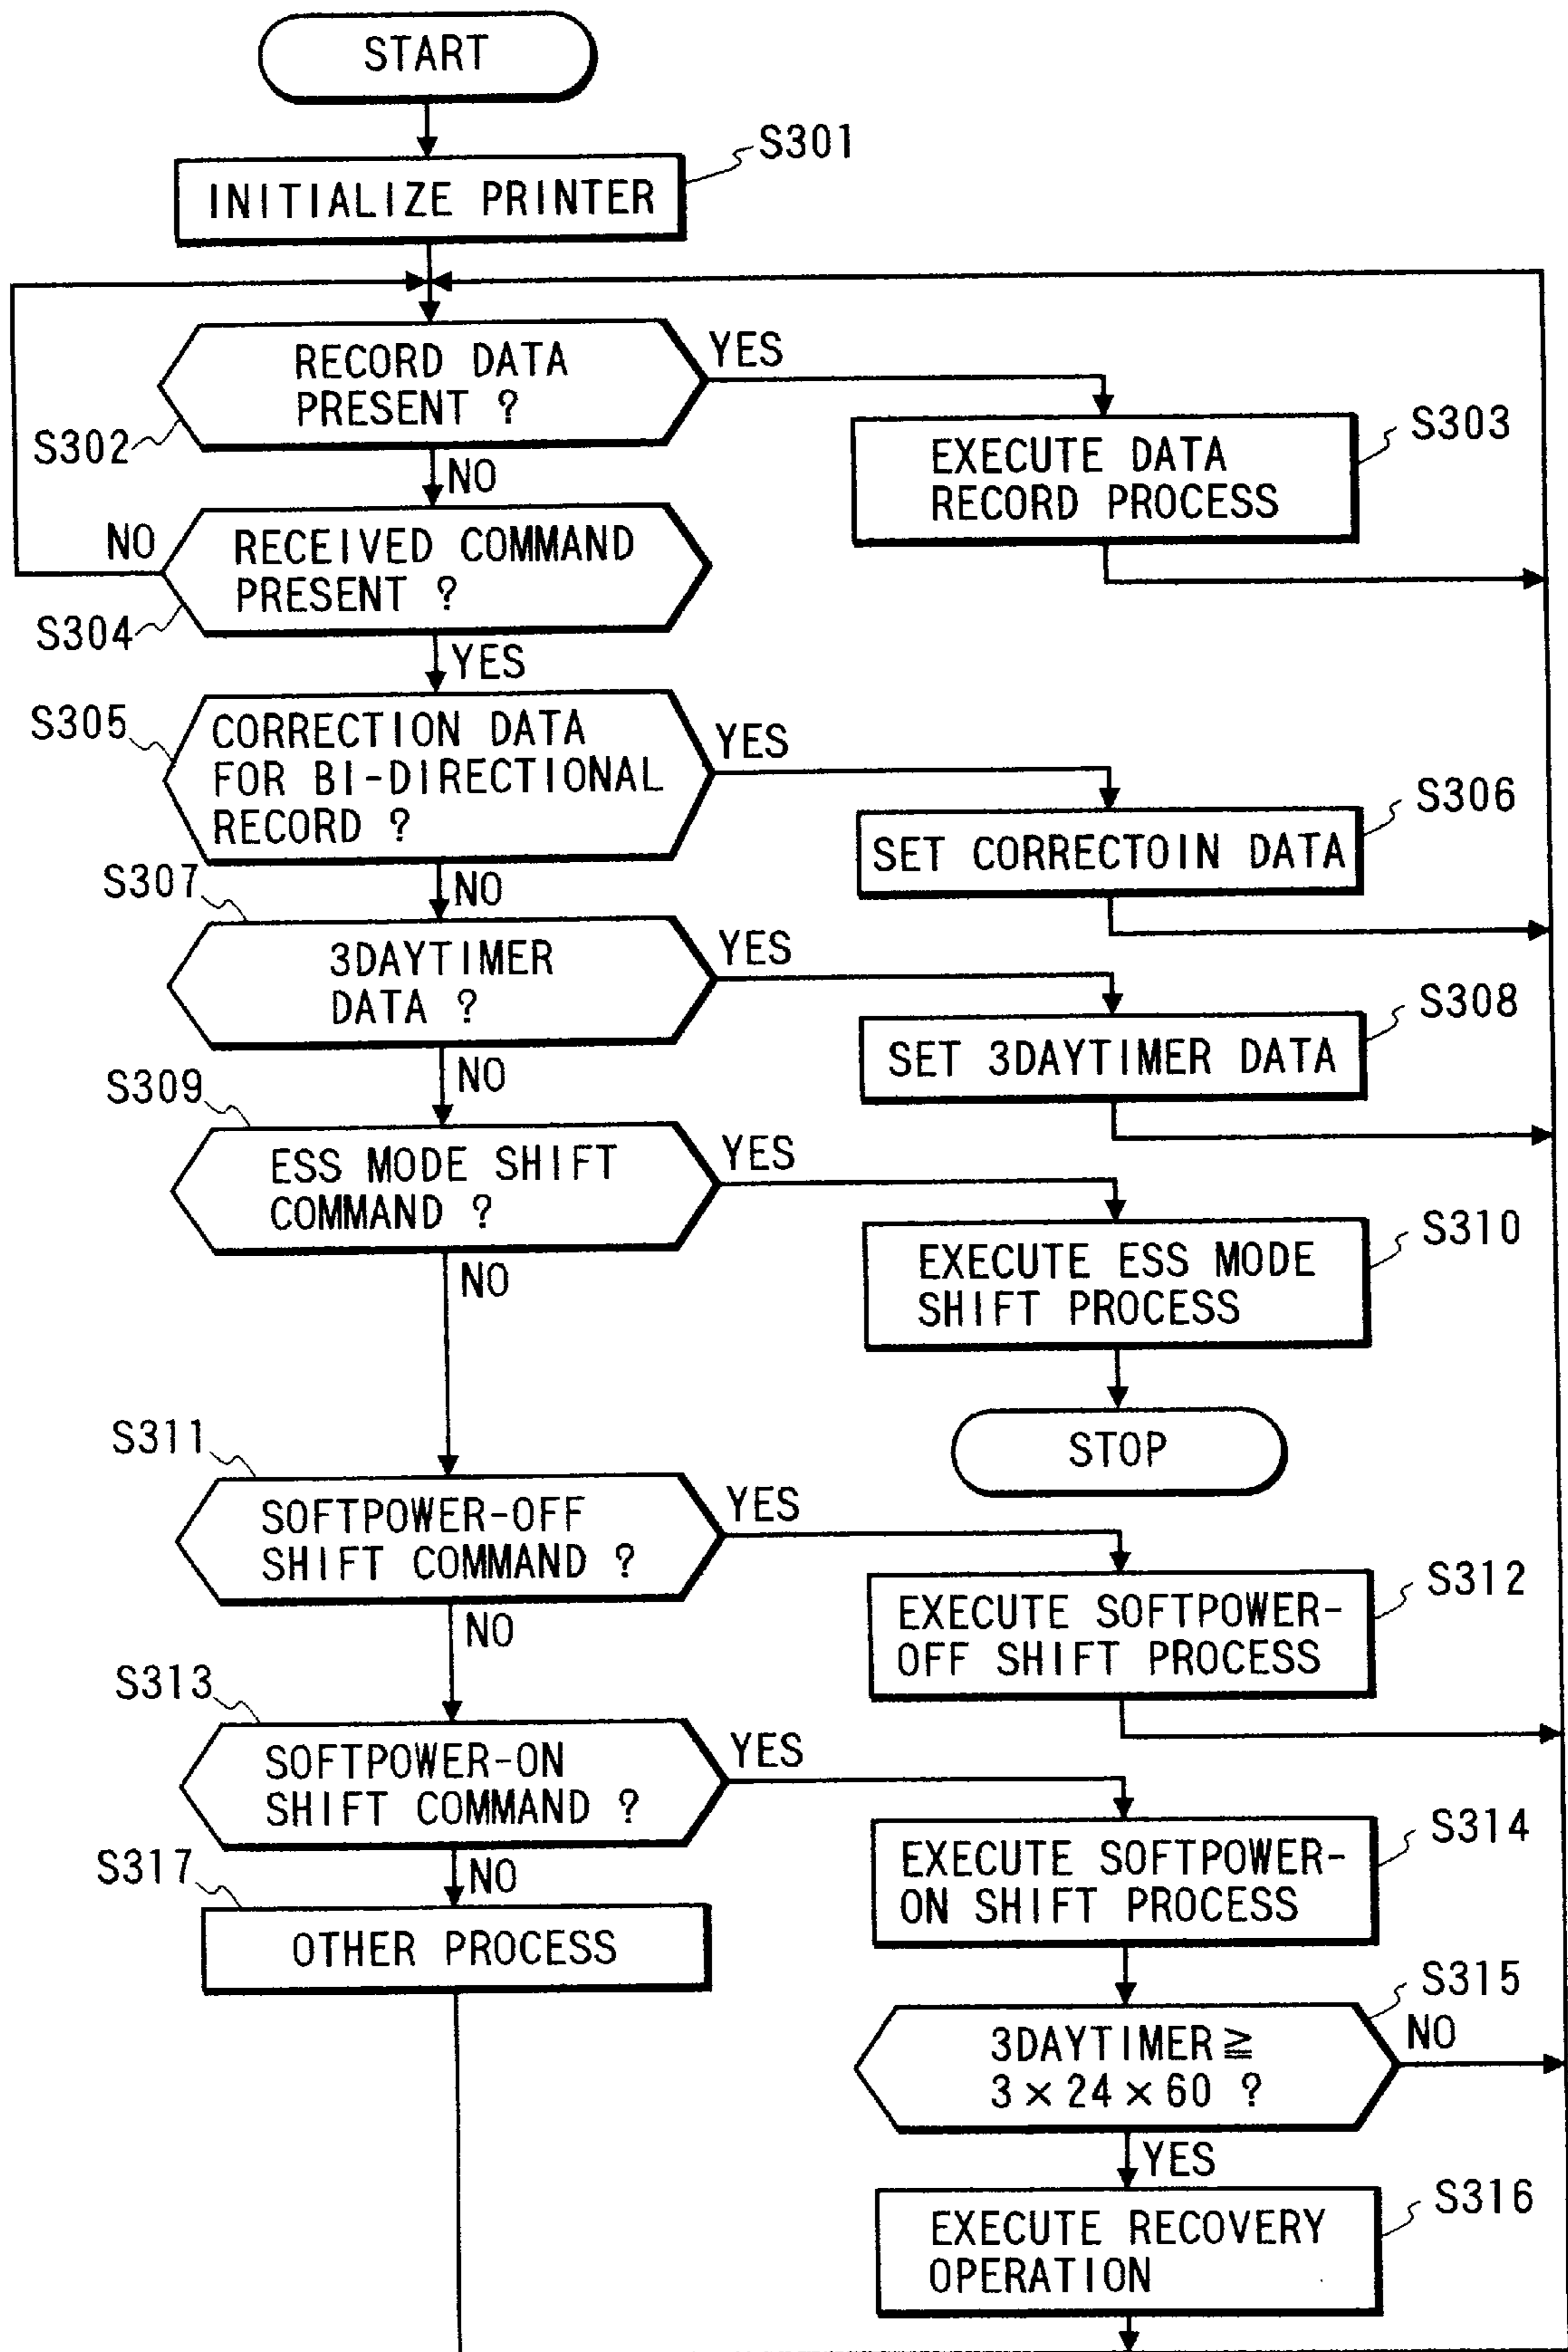 START
S301
INITIALIZE PRINTER
RECORD DATA
PRESENT ?
YES
S302
NO
S303
EXECUTE DATA
RECORD PROCESS
NO
RECEIVED COMMAND
PRESENT ?
S304
YES
S305
CORRECTION DATA
FOR BI-DIRECTIONAL
RECORD ?
YES
S306
SET CORRECTOIN DATA
NO
S307
3DAYTIMER
DATA ?
YES
S308
SET 3DAYTIMER DATA
NO
S309
ESS MODE SHIFT
COMMAND ?
YES
S310
EXECUTE ESS MODE
SHIFT PROCESS
NO
STOP
S311
SOFTPOWER-OFF
SHIFT COMMAND ?
YES
S312
EXECUTE SOFTPOWER-
OFF SHIFT PROCESS
NO
S313
SOFTPOWER-ON
SHIFT COMMAND ?
YES
S314
EXECUTE SOFTPOWER-
ON SHIFT PROCESS
NO
S317
OTHER PROCESS
S315
3DAYTIMER≧
3×24×60 ?
NO
YES
S316
EXECUTE RECOVERY
OPERATION